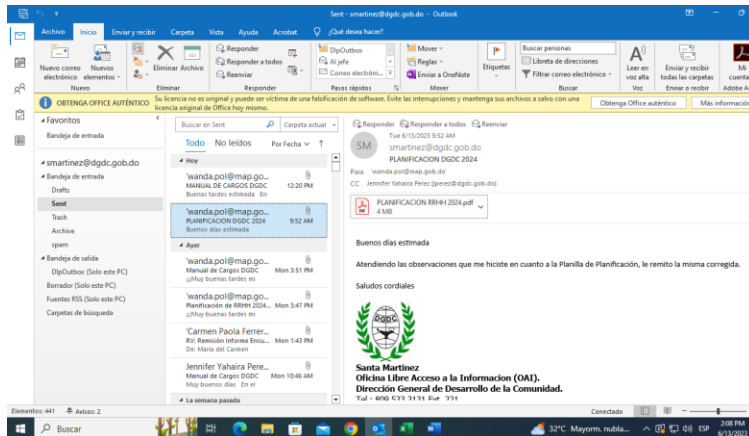 Sent - smartinez@dgdc.gob.do - Outlook
Archivo Inicio Enviar y recibir Carpeta Vista Ayuda Acrobat ¿Qué desea hacer?
Nuevo correo electrónico
Nuevos elementos
Nuevo
Eliminar Archivo
Eliminar
Responder
Responder a todos
Reenviar
Responder
DlpOutbox
Al jefe
Correo electróni...
Pasos rápidos
Mover
Reglas
Enviar a OneNote
Mover
Etiquetas
Buscar personas
Libreta de direcciones
Filtrar correo electrónico
Buscar
Leer en voz alta
Voz
Enviar y recibir todas las carpetas
Enviar o recibir
Mi cuenta
Adobe A
OBTENGA OFFICE AUTÉNTICO Su licencia no es original y puede ser víctima de una falsificación de software. Evite las interrupciones y mantenga sus archivos a salvo con una
licencia original de Office hoy mismo.
Obtenga Office auténtico Más informació
Favoritos
Bandeja de entrada
smartinez@dgdc.gob.do
Bandeja de entrada
Drafts
Sent
Trash
Archive
spam
Bandeja de salida
DlpOutbox (Solo este PC)
Borrador (Solo este PC)
Fuentes RSS (Solo este PC)
Carpetas de búsqueda
Buscar en Sent Carpeta actual
Todo No leídos Por Fecha
Hoy
'wanda.pol@map.go...
MANUAL DE CARGOS DGDC 12:20 PM
Buenas tardes estimada En
'wanda.pol@map.go...
PLANIFICACION DGDC 2024 9:52 AM
Buenos días estimada
Ayer
'wanda.pol@map.go...
Manual de Cargos DGDC Mon 3:51 PM
¡¡Muy buenas tardes mi
'wanda.pol@map.go...
Planificación de RRHH 2024... Mon 3:47 PM
¡¡Muy buenas tardes mi
'Carmen Paola Ferrer...
RV: Remisión Informe Encu... Mon 1:43 PM
De: María del Carmen
Jennifer Yahaira Pere...
Manual de Cargos DGDC Mon 10:46 AM
Muy buenos días En el
La semana pasada
Responder Responder a todos Reenviar
Tue 6/13/2023 9:52 AM
SM
smartinez@dgdc.gob.do
PLANIFICACION DGDC 2024
Para 'wanda.pol@map.gob.do'
CC Jennifer Yahaira Perez (jperez@dgdc.gob.do)
PLANIFICACION RRHH 2024.pdf
4 MB
Buenos días estimada
Atendiendo las observaciones que me hiciste en cuanto a la Planilla de Planificación, le remito la misma corregida.
Saludos cordiales
DGDC
Santa Martinez
Oficina Libre Acceso a la Informacion (OAI).
Dirección General de Desarrollo de la Comunidad.
Tel.: 809 533 3131 Ext. 221
Elementos: 441 Avisos: 2
Conectado
Buscar
32°C Mayorm. nubla... ESP 2:08 PM
6/13/2023